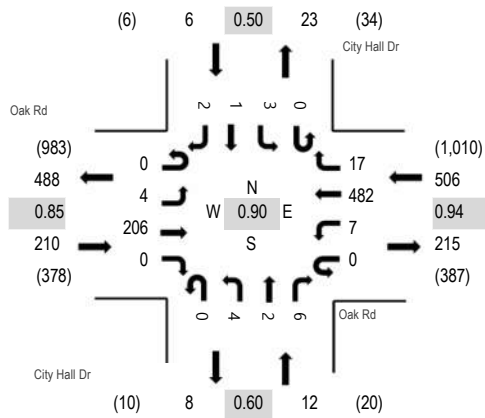 (6) 6 0.50 23 (34)
City Hall Dr
Oak Rd
2 1 3 0
(983) 0 17 (1,010)
488 4 N 482 506
0.85 206 W 0.90 E 7 0.94
210 0 S 0 215
(378) (387)
0 4 2 6
Oak Rd
City Hall Dr
(10) 8 0.60 12 (20)